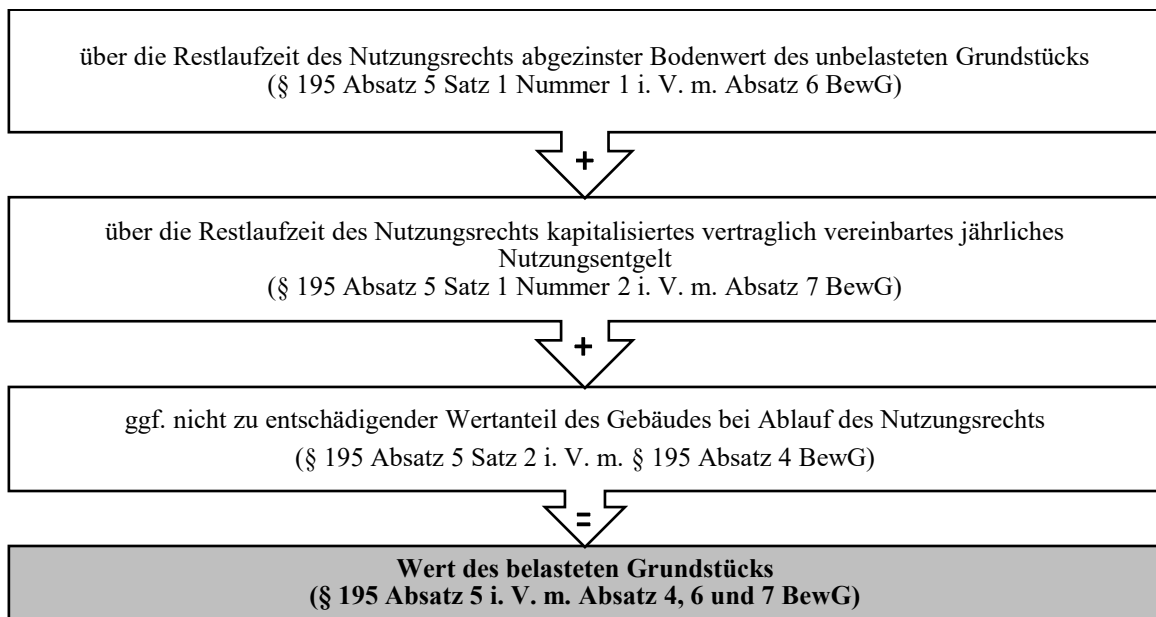 über die Restlaufzeit des Nutzungsrechts abgezinster Bodenwert des unbelasteten Grundstücks
(§ 195 Absatz 5 Satz 1 Nummer 1 i. V. m. Absatz 6 BewG)
+
über die Restlaufzeit des Nutzungsrechts kapitalisiertes vertraglich vereinbartes jährliches
Nutzungsentgelt
(§ 195 Absatz 5 Satz 1 Nummer 2 i. V. m. Absatz 7 BewG)
+
ggf. nicht zu entschädigender Wertanteil des Gebäudes bei Ablauf des Nutzungsrechts
(§ 195 Absatz 5 Satz 2 i. V. m. § 195 Absatz 4 BewG)
=
Wert des belasteten Grundstücks
(§ 195 Absatz 5 i. V. m. Absatz 4, 6 und 7 BewG)